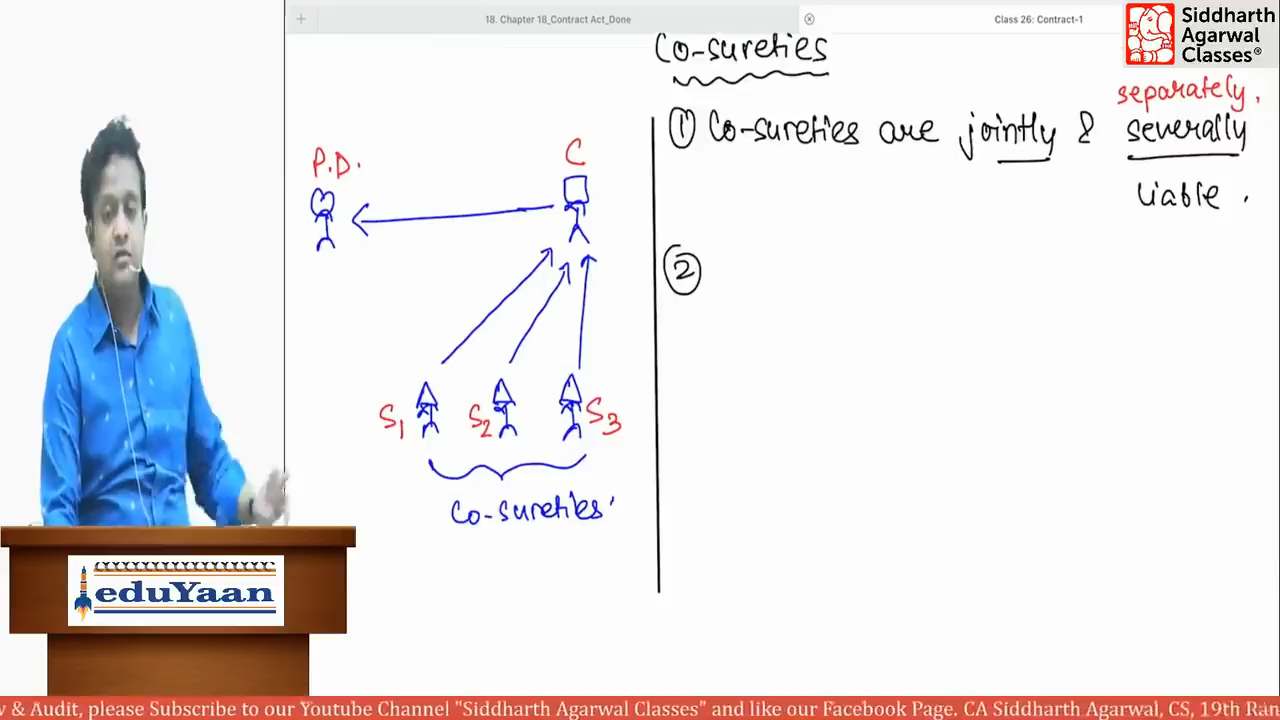 18. Chapter 18_Contract Act_Done
Class 26: Contract-1
Siddharth
Agarwal
Classes®
Co-sureties
separately.
① Co-sureties are jointly & severally
liable.
②
P.D.
C
S1 S2 S3
Co-sureties
eduYaan
w & Audit, please Subscribe to our Youtube Channel "Siddharth Agarwal Classes" and like our Facebook Page. CA Siddharth Agarwal, CS, 19th Ran